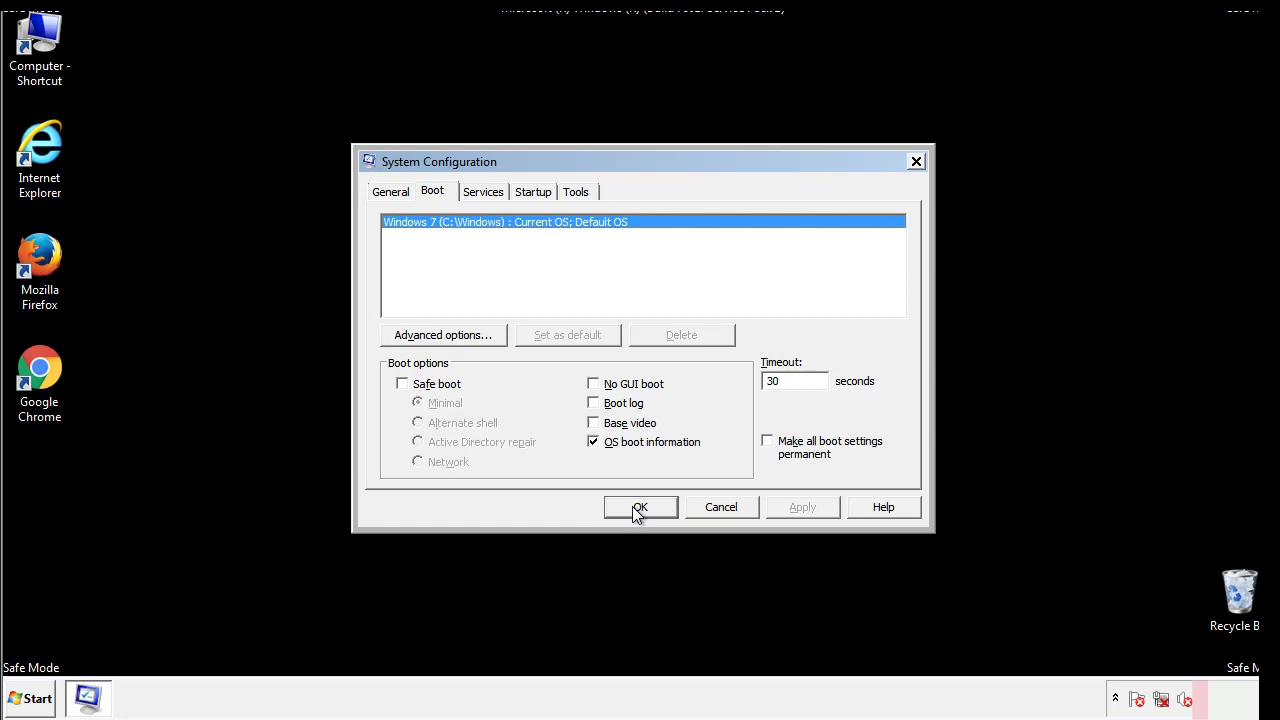 Computer -
Shortcut
Internet
Explorer
Mozilla
Firefox
Google
Chrome
System Configuration
General
Boot
Services
Startup
Tools
Windows 7 (C:\Windows) : Current OS; Default OS
Advanced options...
Set as default
Delete
Boot options
Safe boot
Minimal
Alternate shell
Active Directory repair
Network
No GUI boot
Boot log
Base video
OS boot information
Timeout:
30 seconds
Make all boot settings
permanent
OK
Cancel
Apply
Help
Recycle B
Safe Mode
Safe M
Start